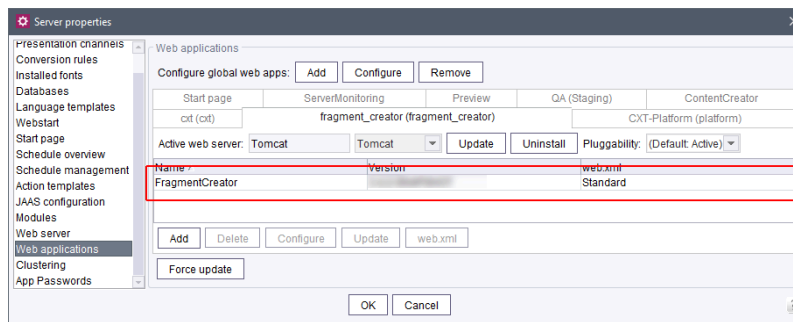 Server properties
Presentation channels
Conversion rules
Installed fonts
Databases
Language templates
Webstart
Start page
Schedule overview
Schedule management
Action templates
JAAS configuration
Modules
Web server
Web applications
Clustering
App Passwords
Web applications
Configure global web apps: Add Configure Remove
Start page ServerMonitoring Preview QA (Staging) ContentCreator
cxt (cxt) fragment_creator (fragment_creator) CXT-Platform (platform)
Active web server: Tomcat Tomcat Update Uninstall Pluggability: (Default: Active)
Name Version web.xml
FragmentCreator Standard
Add Delete Configure Update web.xml
Force update
OK Cancel